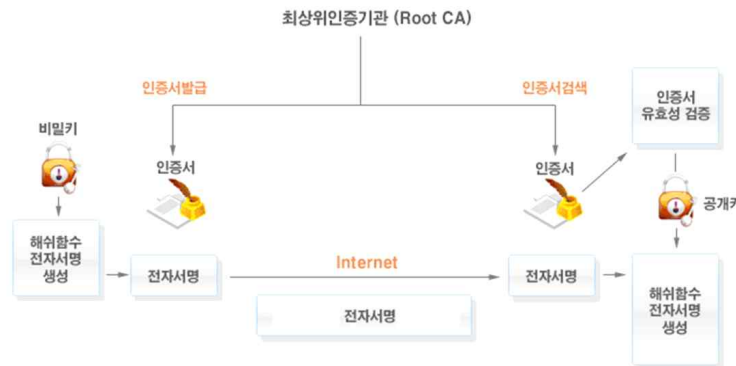 최상위인증기관 (Root CA)
인증서발급
인증서검색
인증서
유효성 검증
비밀키
인증서
인증서
공개키
해쉬함수
전자서명
생성
전자서명
Internet
전자서명
전자서명
해쉬함수
전자서명
생성